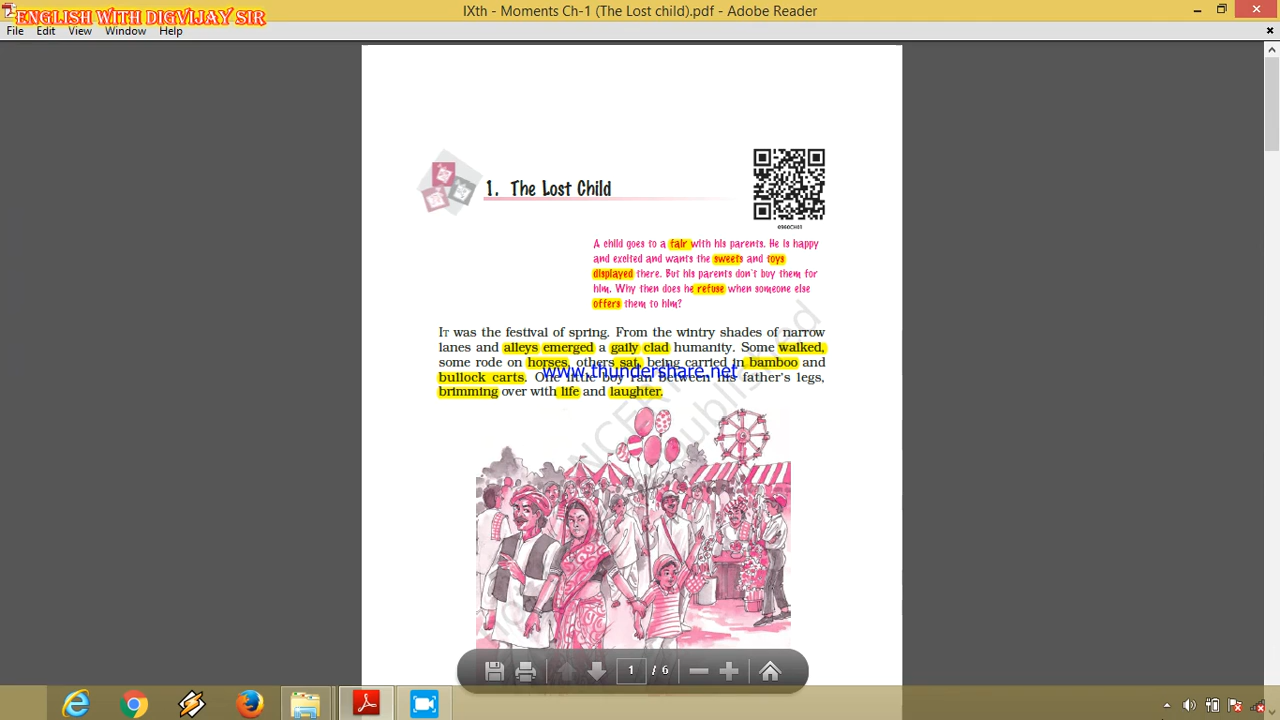 ENGLISH WITH DIGVIJAY SIR
IXth - Moments Ch-1 (The Lost child).pdf - Adobe Reader
File Edit View Window Help
1. The Lost Child
0960CH01
A child goes to a fair with his parents. He is happy
and excited and wants the sweets and toys
displayed there. But his parents don't buy them for
him. Why then does he refuse when someone else
offers them to him?
IT was the festival of spring. From the wintry shades of narrow
lanes and alleys emerged a gaily clad humanity. Some walked,
some rode on horses, others sat, being carried in bamboo and
www.thundershare.net
bullock carts. One little boy ran between his father's legs,
brimming over with life and laughter.
1 / 6